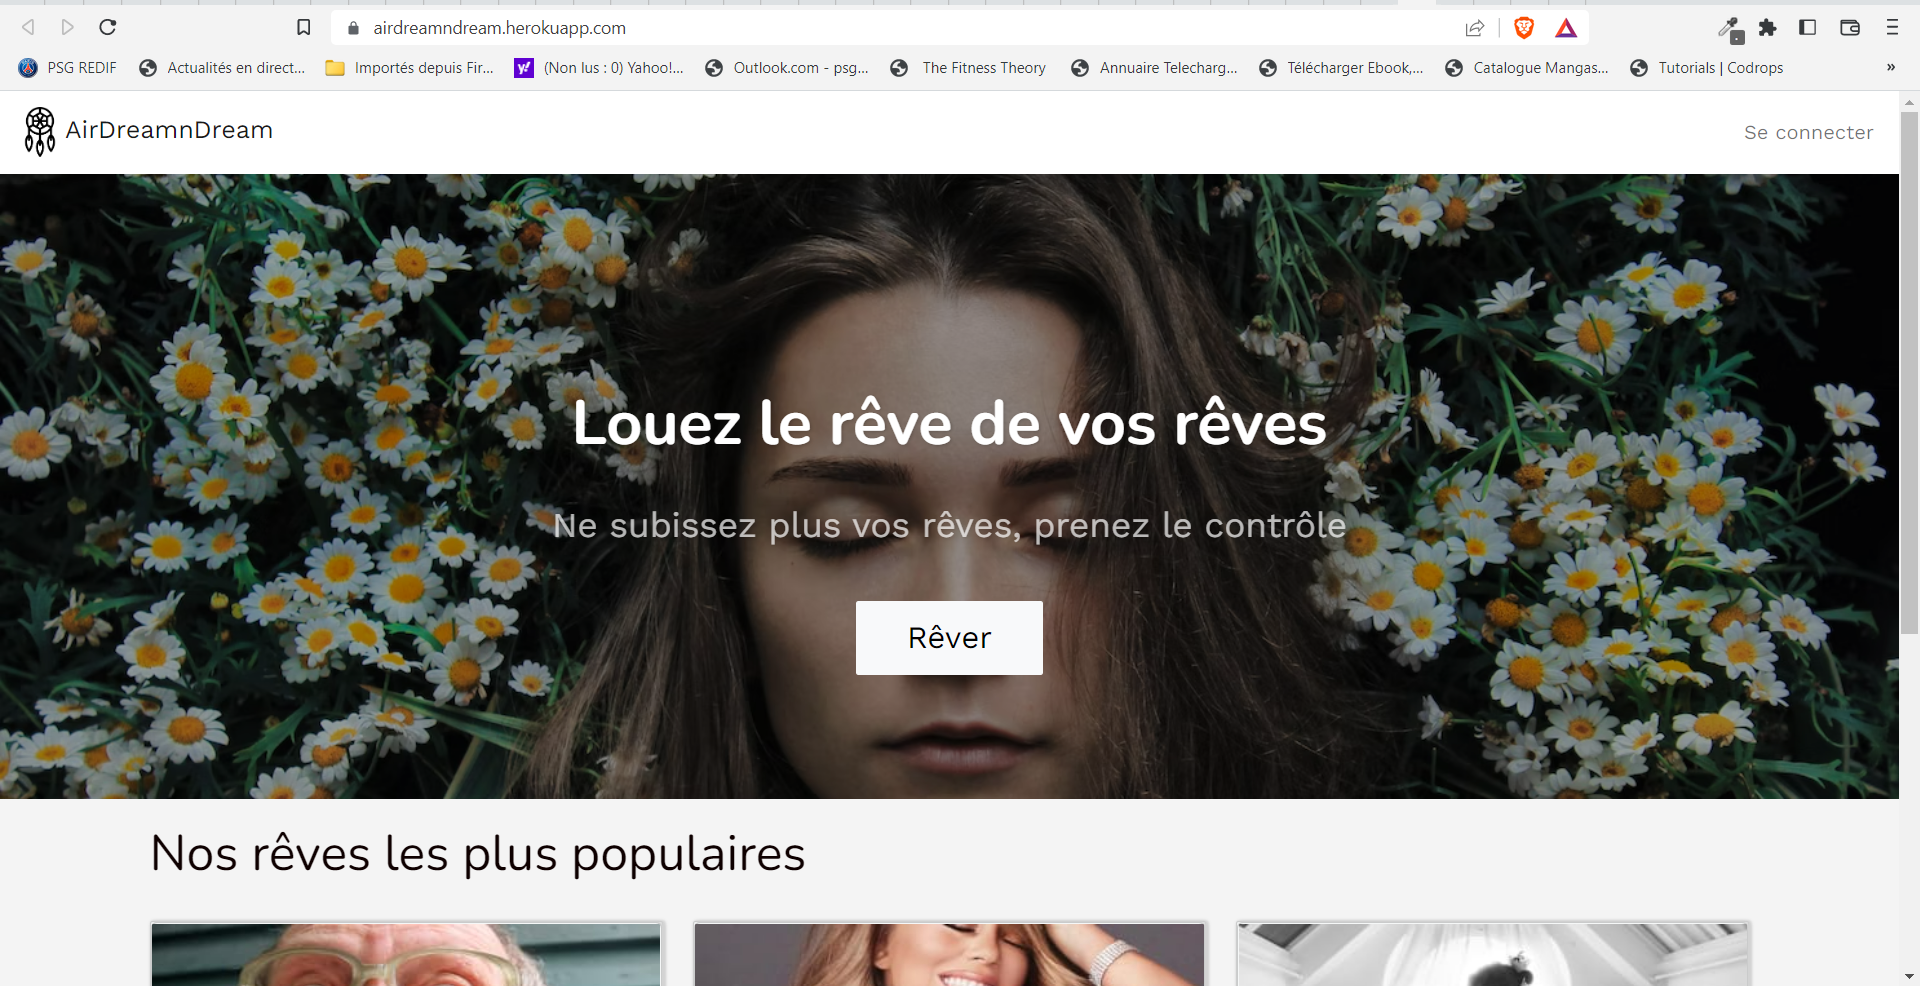 airdreamndream.herokuapp.com
PSG REDIF
Actualités en direct...
Importés depuis Fir...
(Non lus : 0) Yahoo!...
Outlook.com - psg...
The Fitness Theory
Annuaire Telecharg...
Télécharger Ebook,...
Catalogue Mangas...
Tutorials | Codrops
»
AirDreamnDream
Se connecter
Louez le rêve de vos rêves
Ne subissez plus vos rêves, prenez le contrôle
Rêver
Nos rêves les plus populaires